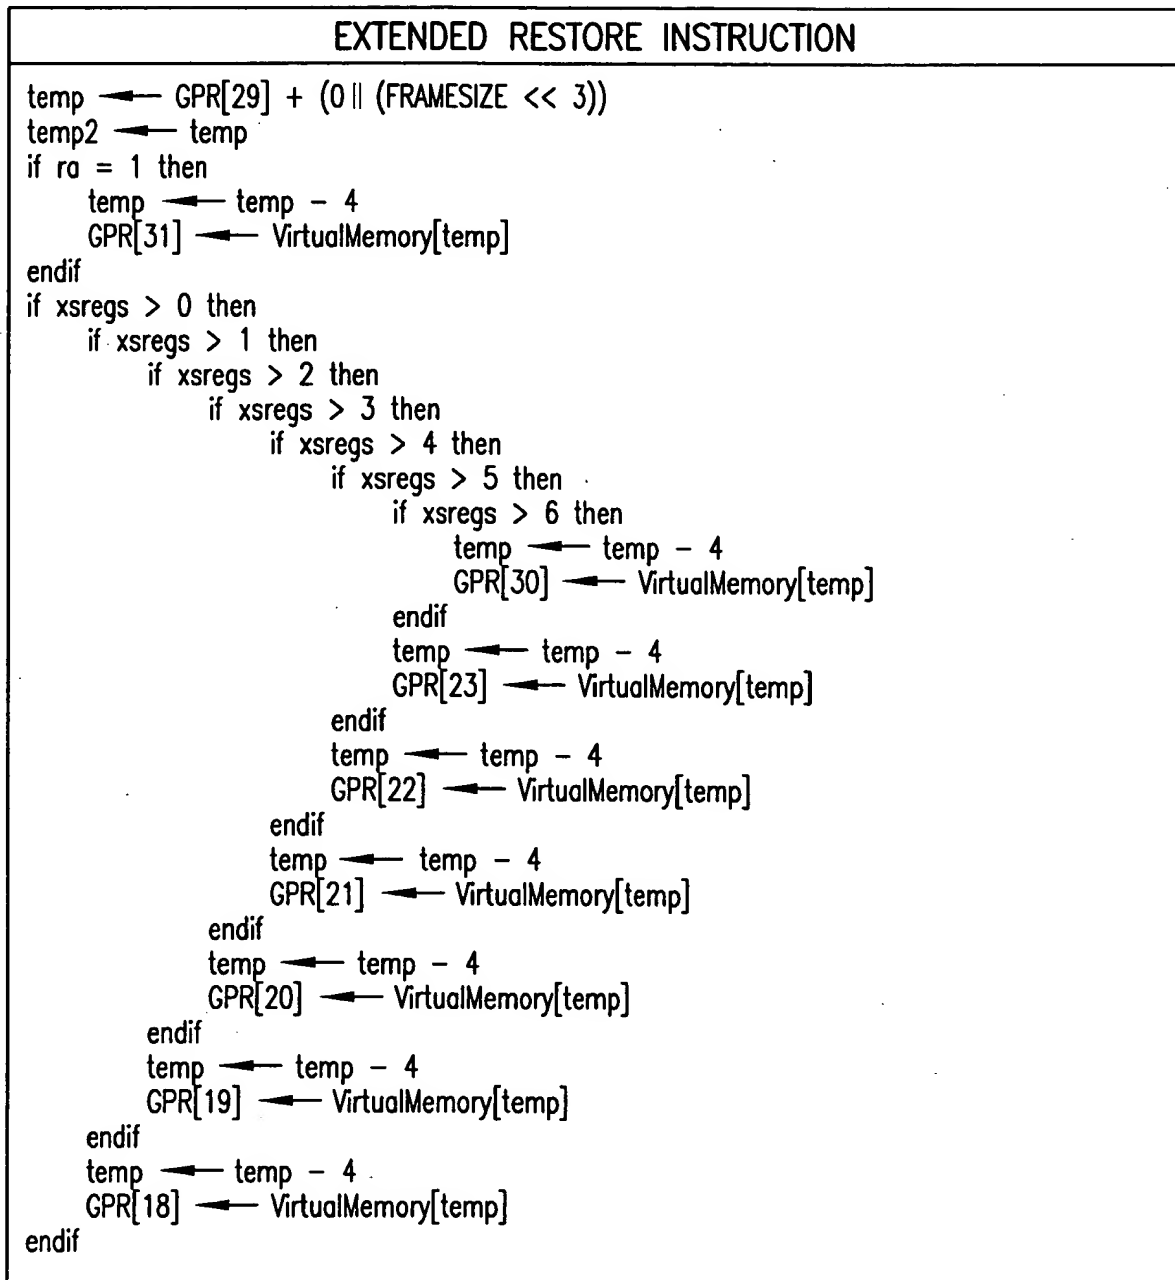 EXTENDED RESTORE INSTRUCTION
temp ← GPR[29] + (0 || (FRAMESIZE << 3))
temp2 ← temp
if ra = 1 then
temp ← temp - 4
GPR[31] ← VirtualMemory[temp]
endif
if xsregs > 0 then
if xsregs > 1 then
if xsregs > 2 then
if xsregs > 3 then
if xsregs > 4 then
if xsregs > 5 then
if xsregs > 6 then
temp ← temp - 4
GPR[30] ← VirtualMemory[temp]
endif
temp ← temp - 4
GPR[23] ← VirtualMemory[temp]
endif
temp ← temp - 4
GPR[22] ← VirtualMemory[temp]
endif
temp ← temp - 4
GPR[21] ← VirtualMemory[temp]
endif
temp ← temp - 4
GPR[20] ← VirtualMemory[temp]
endif
temp ← temp - 4
GPR[19] ← VirtualMemory[temp]
endif
temp ← temp - 4
GPR[18] ← VirtualMemory[temp]
endif